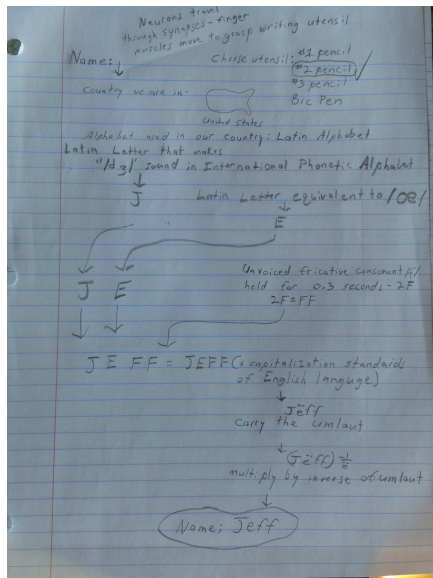 Neurons travel
through synapses - finger
muscles move to grasp writing utensil
Name:
Choose utensil: #1 pencil
#2 pencil
#3 pencil
Bic Pen
Country we are in -
United States
Alphabet used in our country: Latin Alphabet
Latin Letter that makes
"/dʒ/" sound in International Phonetic Alphabet
J
Latin Letter equivalent to /oe/
E
J E
Unvoiced fricative consonant /f/
held for 0.3 seconds - 2F
2F = FF
J E FF = JEFF (÷ capitalization standards
of English language)
Jëff
carry the umlaut
(Jëff) 1/ë
multiply by inverse of umlaut
Name: Jeff